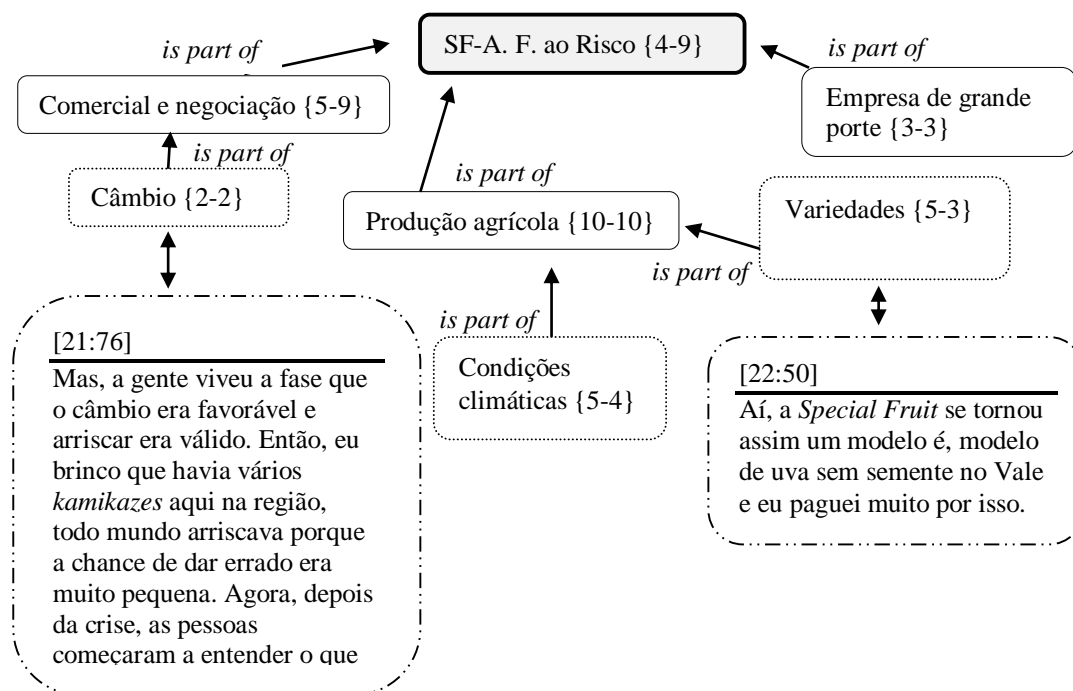 SF-A. F. ao Risco {4-9}
is part of
is part of
Comercial e negociação {5-9}
Empresa de grande
porte {3-3}
is part of
Câmbio {2-2}
is part of
Produção agrícola {10-10}
Variedades {5-3}
is part of
is part of
Condições
climáticas {5-4}
[21:76]
Mas, a gente viveu a fase que
o câmbio era favorável e
arriscar era válido. Então, eu
brinco que havia vários
kamikazes aqui na região,
todo mundo arriscava porque
a chance de dar errado era
muito pequena. Agora, depois
da crise, as pessoas
começaram a entender o que
[22:50]
Aí, a Special Fruit se tornou
assim um modelo é, modelo
de uva sem semente no Vale
e eu paguei muito por isso.